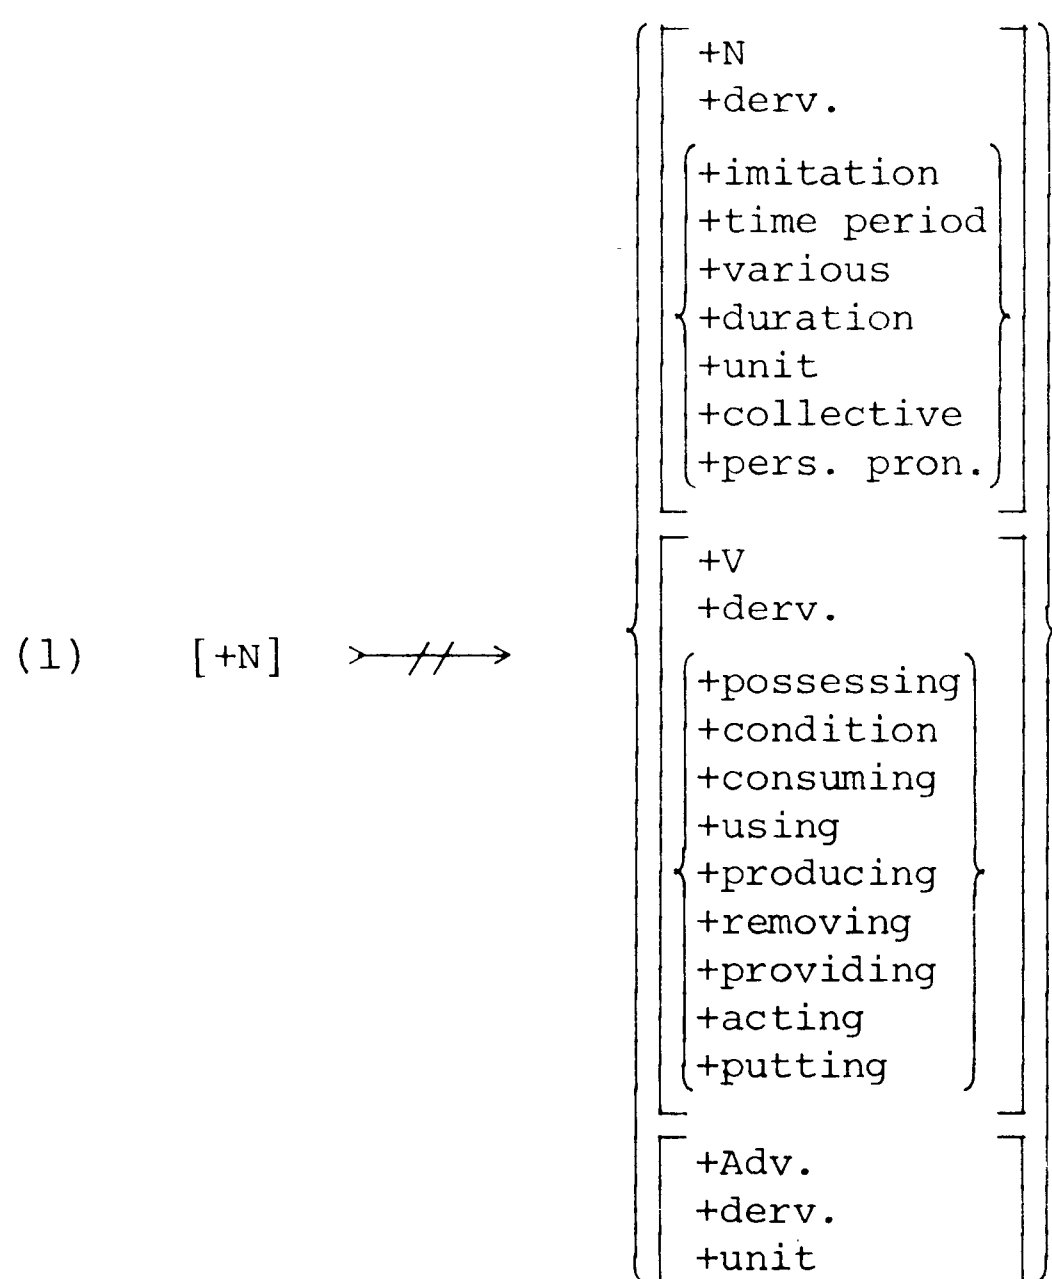 +N
+derv.
+imitation
+time period
+various
+duration
+unit
+collective
+pers. pron.
+V
+derv.
(1) [+N]
+possessing
+condition
+consuming
+using
+producing
+removing
+providing
+acting
+putting
+Adv.
+derv.
+unit